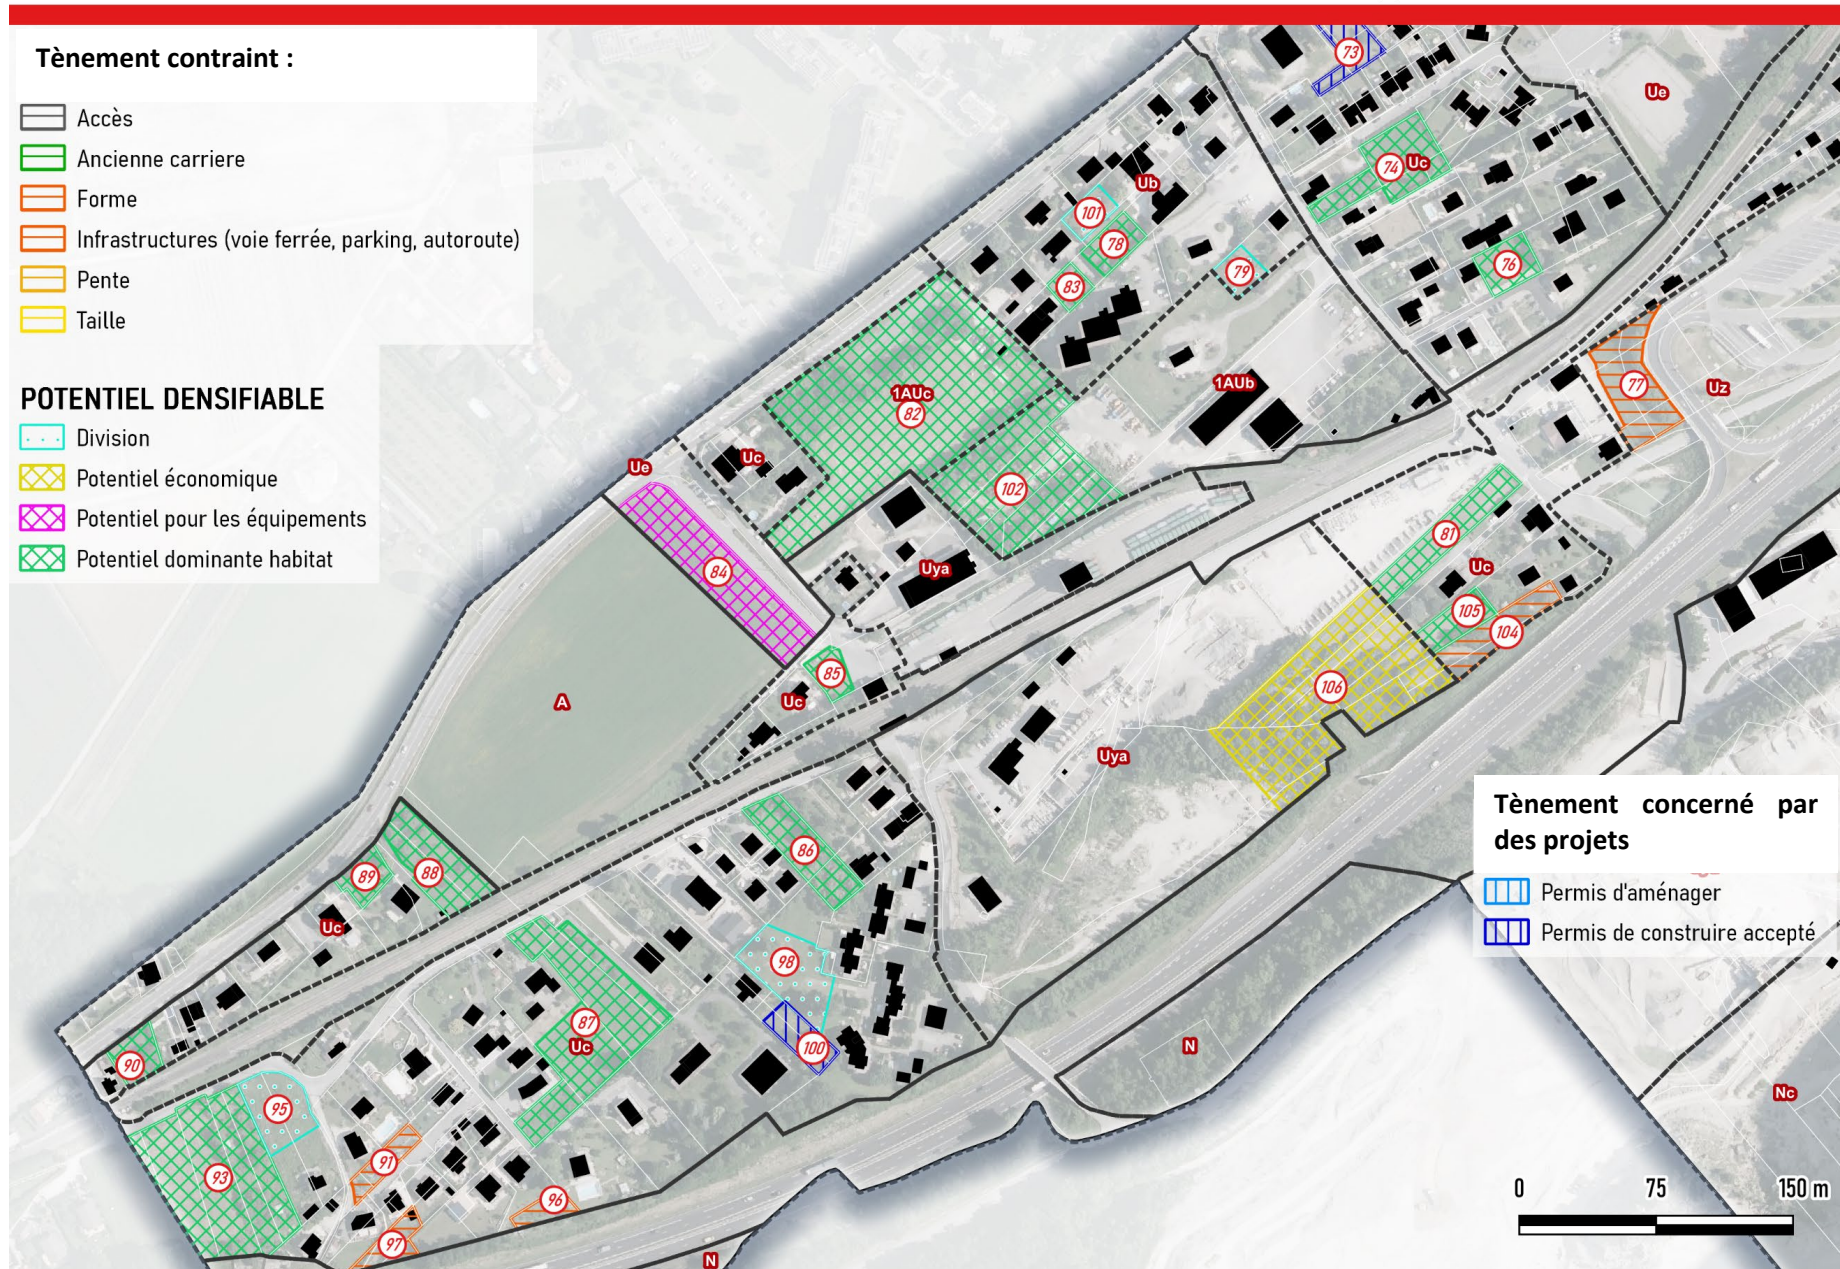 Tènement contraint :
Accès
Ancienne carriere
Forme
Infrastructures (voie ferrée, parking, autoroute)
Pente
Taille
POTENTIEL DENSIFIABLE
Division
Potentiel économique
Potentiel pour les équipements
Potentiel dominante habitat
73
Ue
74
Uc
Ub
101
78
79
76
83
77
Uz
1AUc
82
1AUb
Uc
Ue
102
81
84
Uya
Uc
105
104
85
106
A
Uc
Uya
Tènement concerné par
des projets
Permis d'aménager
Permis de construire accepté
86
89
88
Uc
98
87
Uc
100
N
90
Nc
95
91
93
96
97
N
0 75 150 m